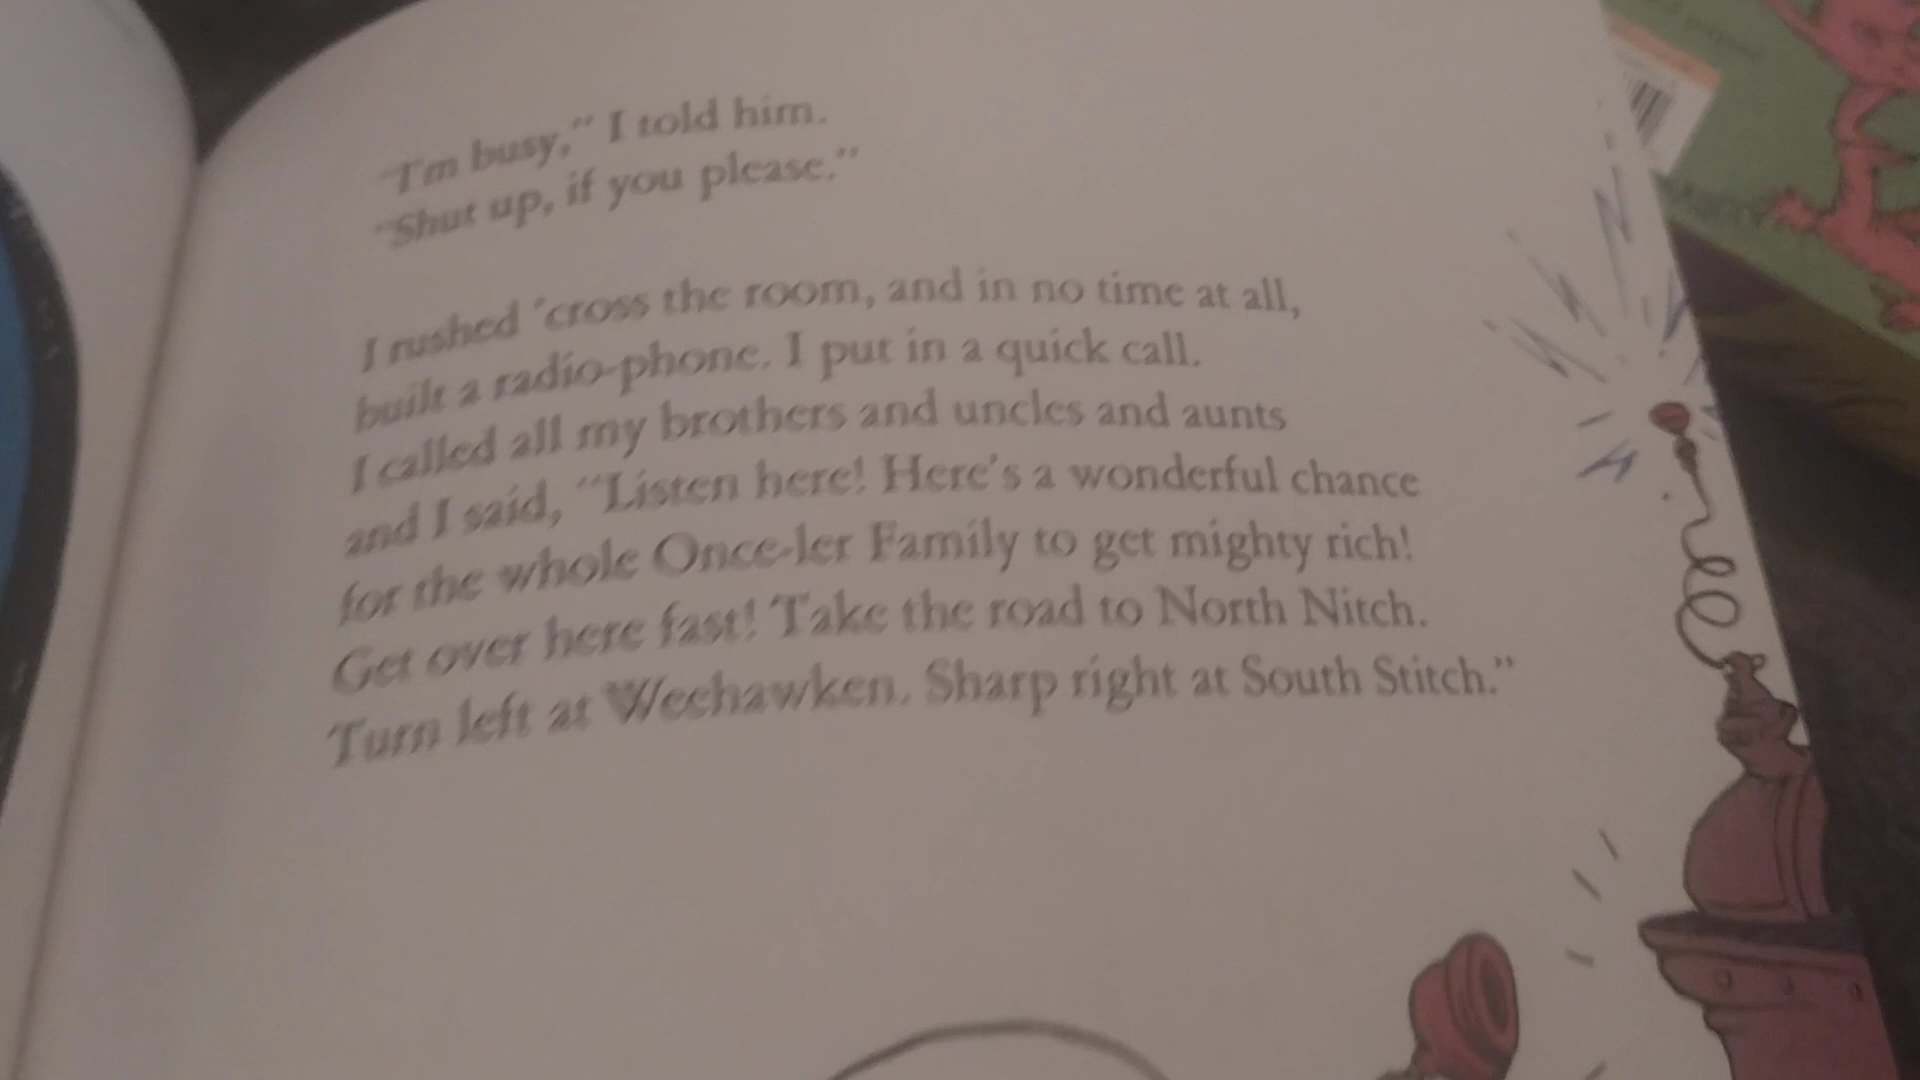 "I'm busy," I told him.
"Shut up, if you please."
I rushed 'cross the room, and in no time at all,
built a radio-phone. I put in a quick call.
I called all my brothers and uncles and aunts
and I said, "Listen here! Here's a wonderful chance
for the whole Once-ler Family to get mighty rich!
Get over here fast! Take the road to North Nitch.
Turn left at Weehawken. Sharp right at South Stitch."